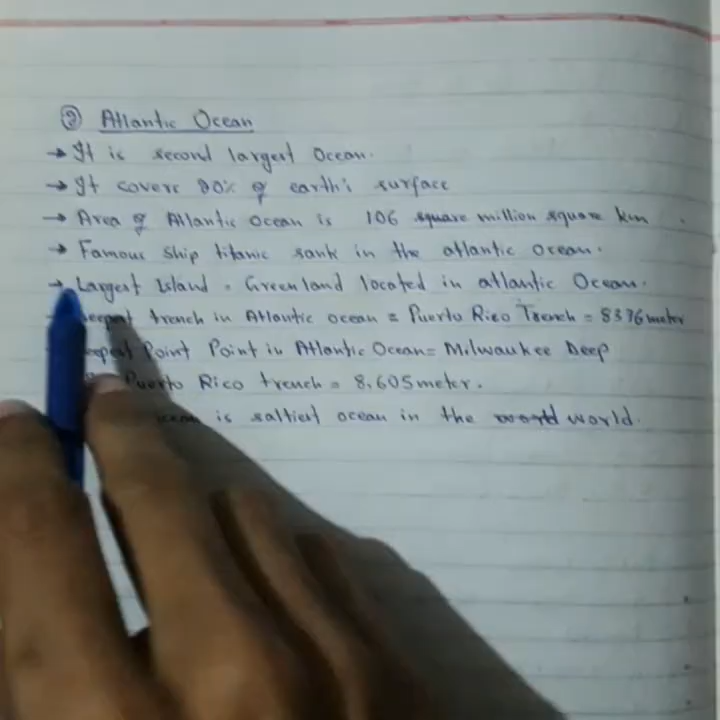 ② Atlantic Ocean
→ It is second largest Ocean.
→ It covers 20% of earth's surface
→ Area of Atlantic Ocean is 106 square million square km
→ Famous ship titanic sank in the atlantic Ocean.
→ Largest Island = Greenland located in atlantic Ocean.
Deepest trench in Atlantic ocean = Puerto Rico Trench = 8376 meter
Deepest Point Point in Atlantic Ocean = Milwaukee Deep
Puerto Rico trench = 8,605 meter.
is saltiest ocean in the world.